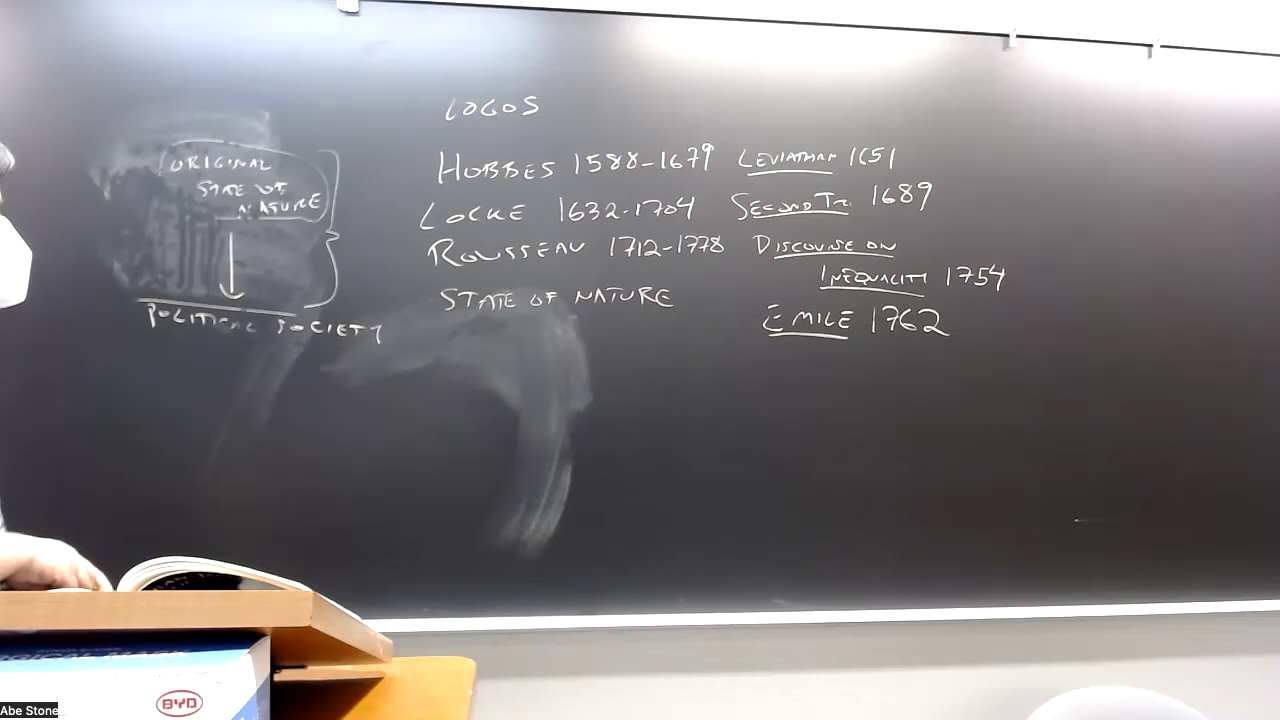 LOGOS
ORIGINAL
STATE OF
NATURE
POLITICAL SOCIETY
HOBBES 1588-1679 LEVIATHAN 1651
LOCKE 1632-1704 SECOND TR. 1689
ROUSSEAU 1712-1778 DISCOURSE ON
INEQUALITY 1754
STATE OF NATURE
EMILE 1762
BYD
Abe Stone